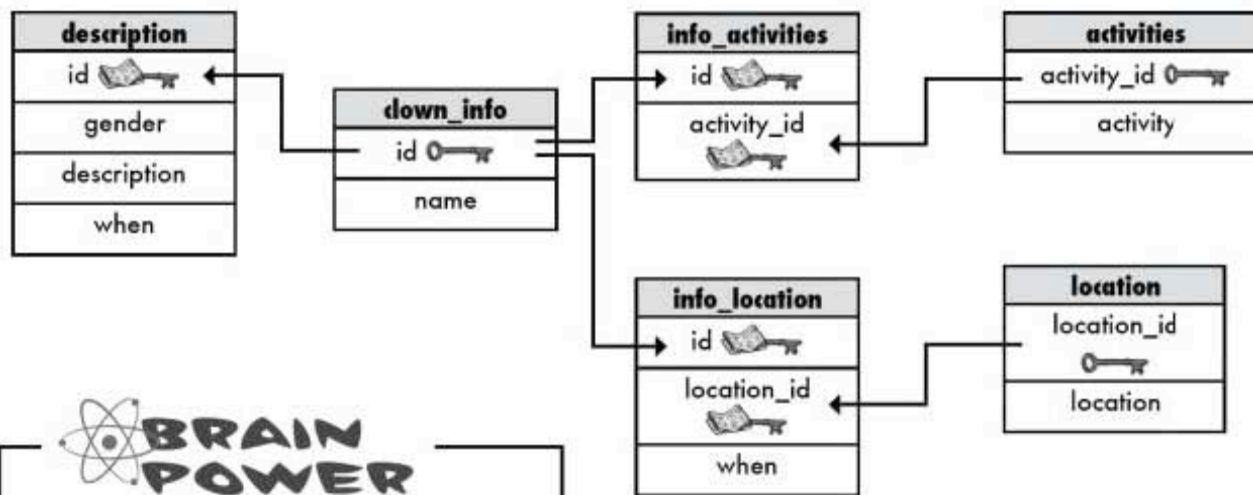 description
id
gender
description
when
clown_info
id
name
info_activities
id
activity_id
activities
activity_id
activity
info_location
id
location_id
when
location
location_id
location
BRAIN
POWER